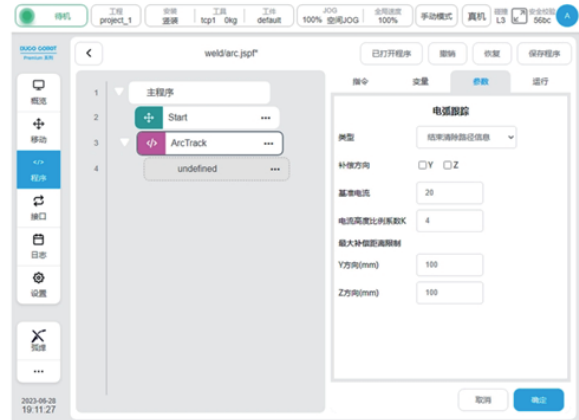 待机
工程
project_1
安装
竖装
工具
tcp1 0kg
工件
default
JOG
100% 空间JOG
全局速度
100%
手动模式
真机
碰撞
L3
安全校验
56bc
A
DUCO COBOT
Premium 系列
weld/arc.jspf*
已打开程序
撤销
恢复
保存程序
概览
移动
程序
接口
日志
设置
弧焊
2023-06-28
19:11:27
1
主程序
2
Start
3
ArcTrack
4
undefined
指令
变量
参数
运行
电弧跟踪
类型
结束清除路径信息
补偿方向
Y
Z
基准电流
20
电流高度比例系数K
4
最大补偿距离限制
Y方向(mm)
100
Z方向(mm)
100
取消
确定